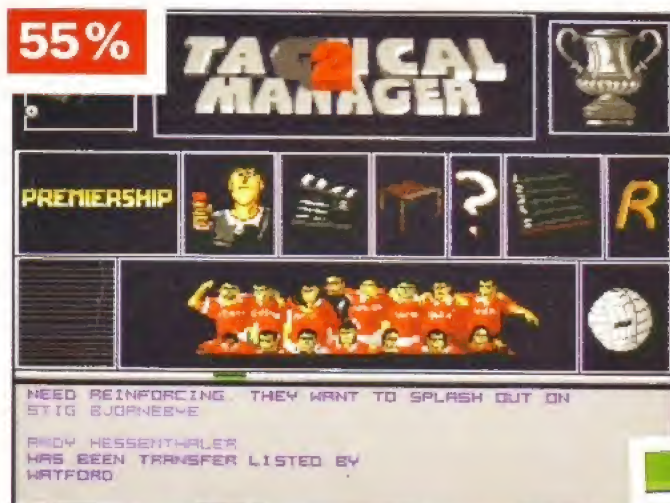 55%
TACTICAL
MANAGER
PREMIERSHIP
?
R
NEED REINFORCING. THEY WANT TO SPLASH OUT ON
STIG BJORNEBYE
ANDY HESSENTHALER
HAS BEEN TRANSFER LISTED BY
WATFORD